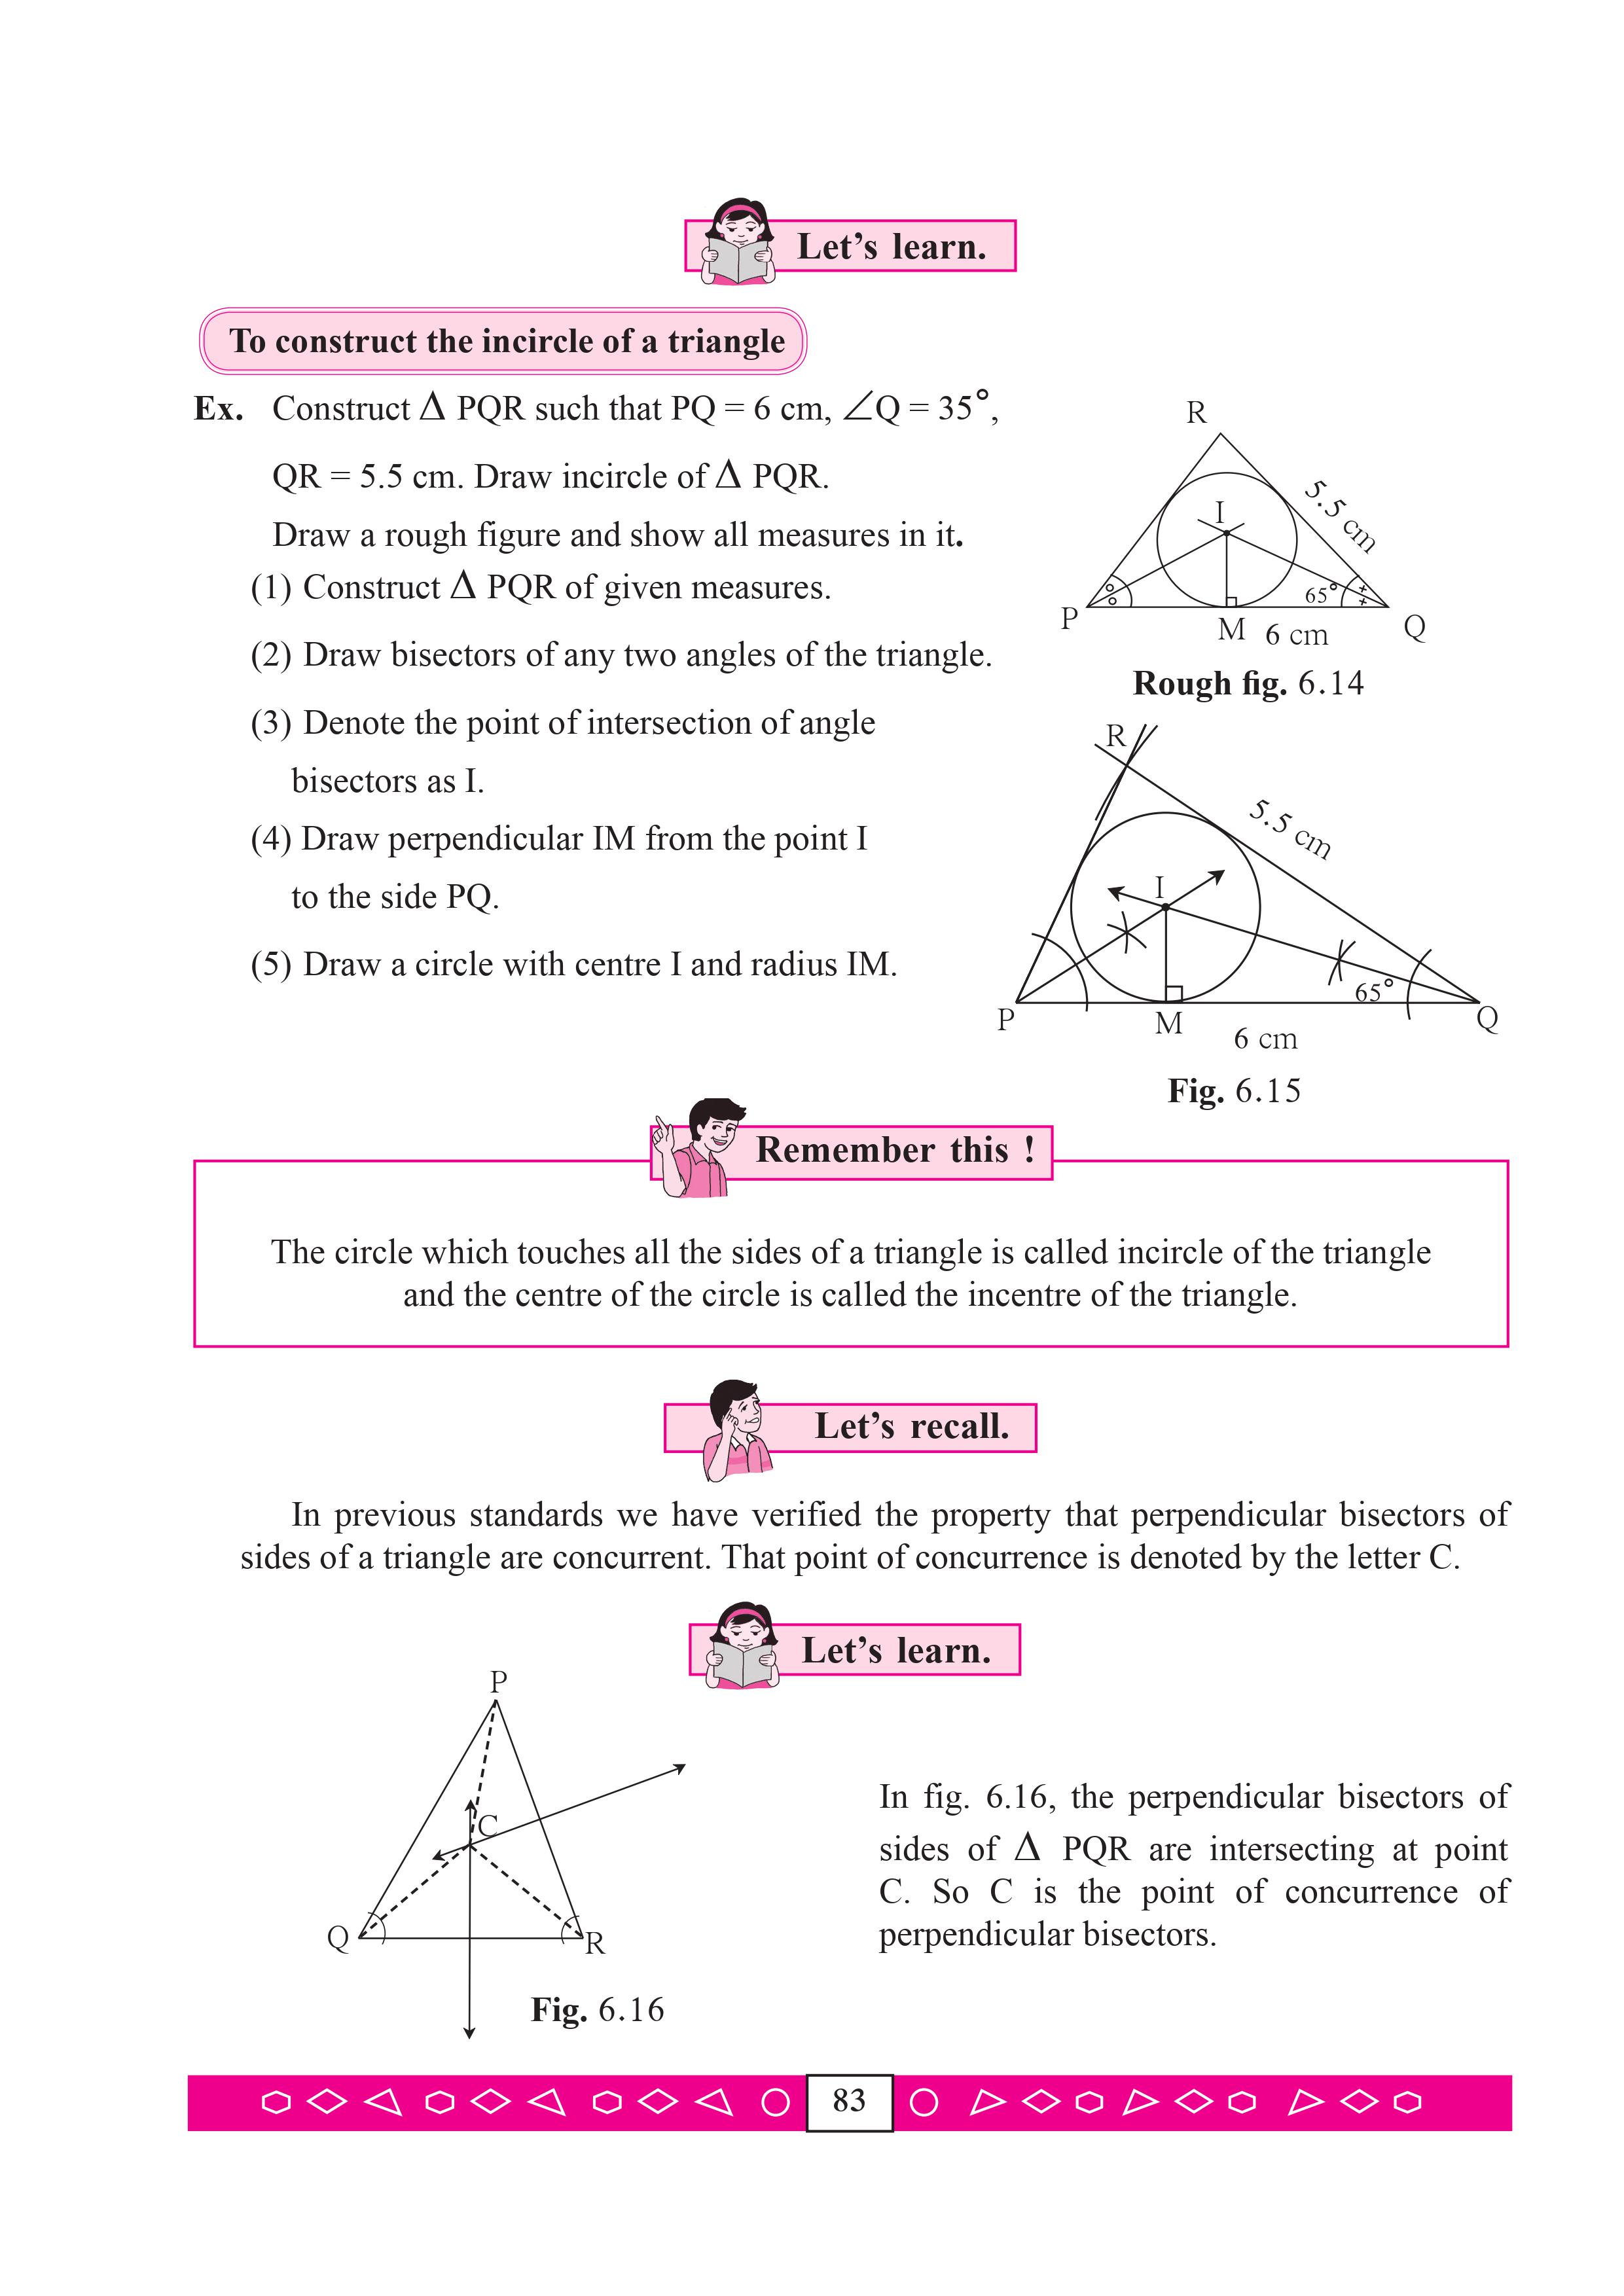 Let’s learn.
To construct the incircle of a triangle
Ex. Construct Δ PQR such that PQ = 6 cm, ∠Q = 35°,
QR = 5.5 cm. Draw incircle of Δ PQR.
Draw a rough figure and show all measures in it.
(1) Construct Δ PQR of given measures.
(2) Draw bisectors of any two angles of the triangle.
(3) Denote the point of intersection of angle
bisectors as I.
(4) Draw perpendicular IM from the point I
to the side PQ.
(5) Draw a circle with centre I and radius IM.
R
5.5 cm
I
65°
P
M 6 cm
Q
Rough fig. 6.14
R
5.5 cm
I
65°
P
M
Q
6 cm
Fig. 6.15
Remember this !
The circle which touches all the sides of a triangle is called incircle of the triangle
and the centre of the circle is called the incentre of the triangle.
Let’s recall.
In previous standards we have verified the property that perpendicular bisectors of
sides of a triangle are concurrent. That point of concurrence is denoted by the letter C.
Let’s learn.
P
C
Q
R
Fig. 6.16
In fig. 6.16, the perpendicular bisectors of
sides of Δ PQR are intersecting at point
C. So C is the point of concurrence of
perpendicular bisectors.
83